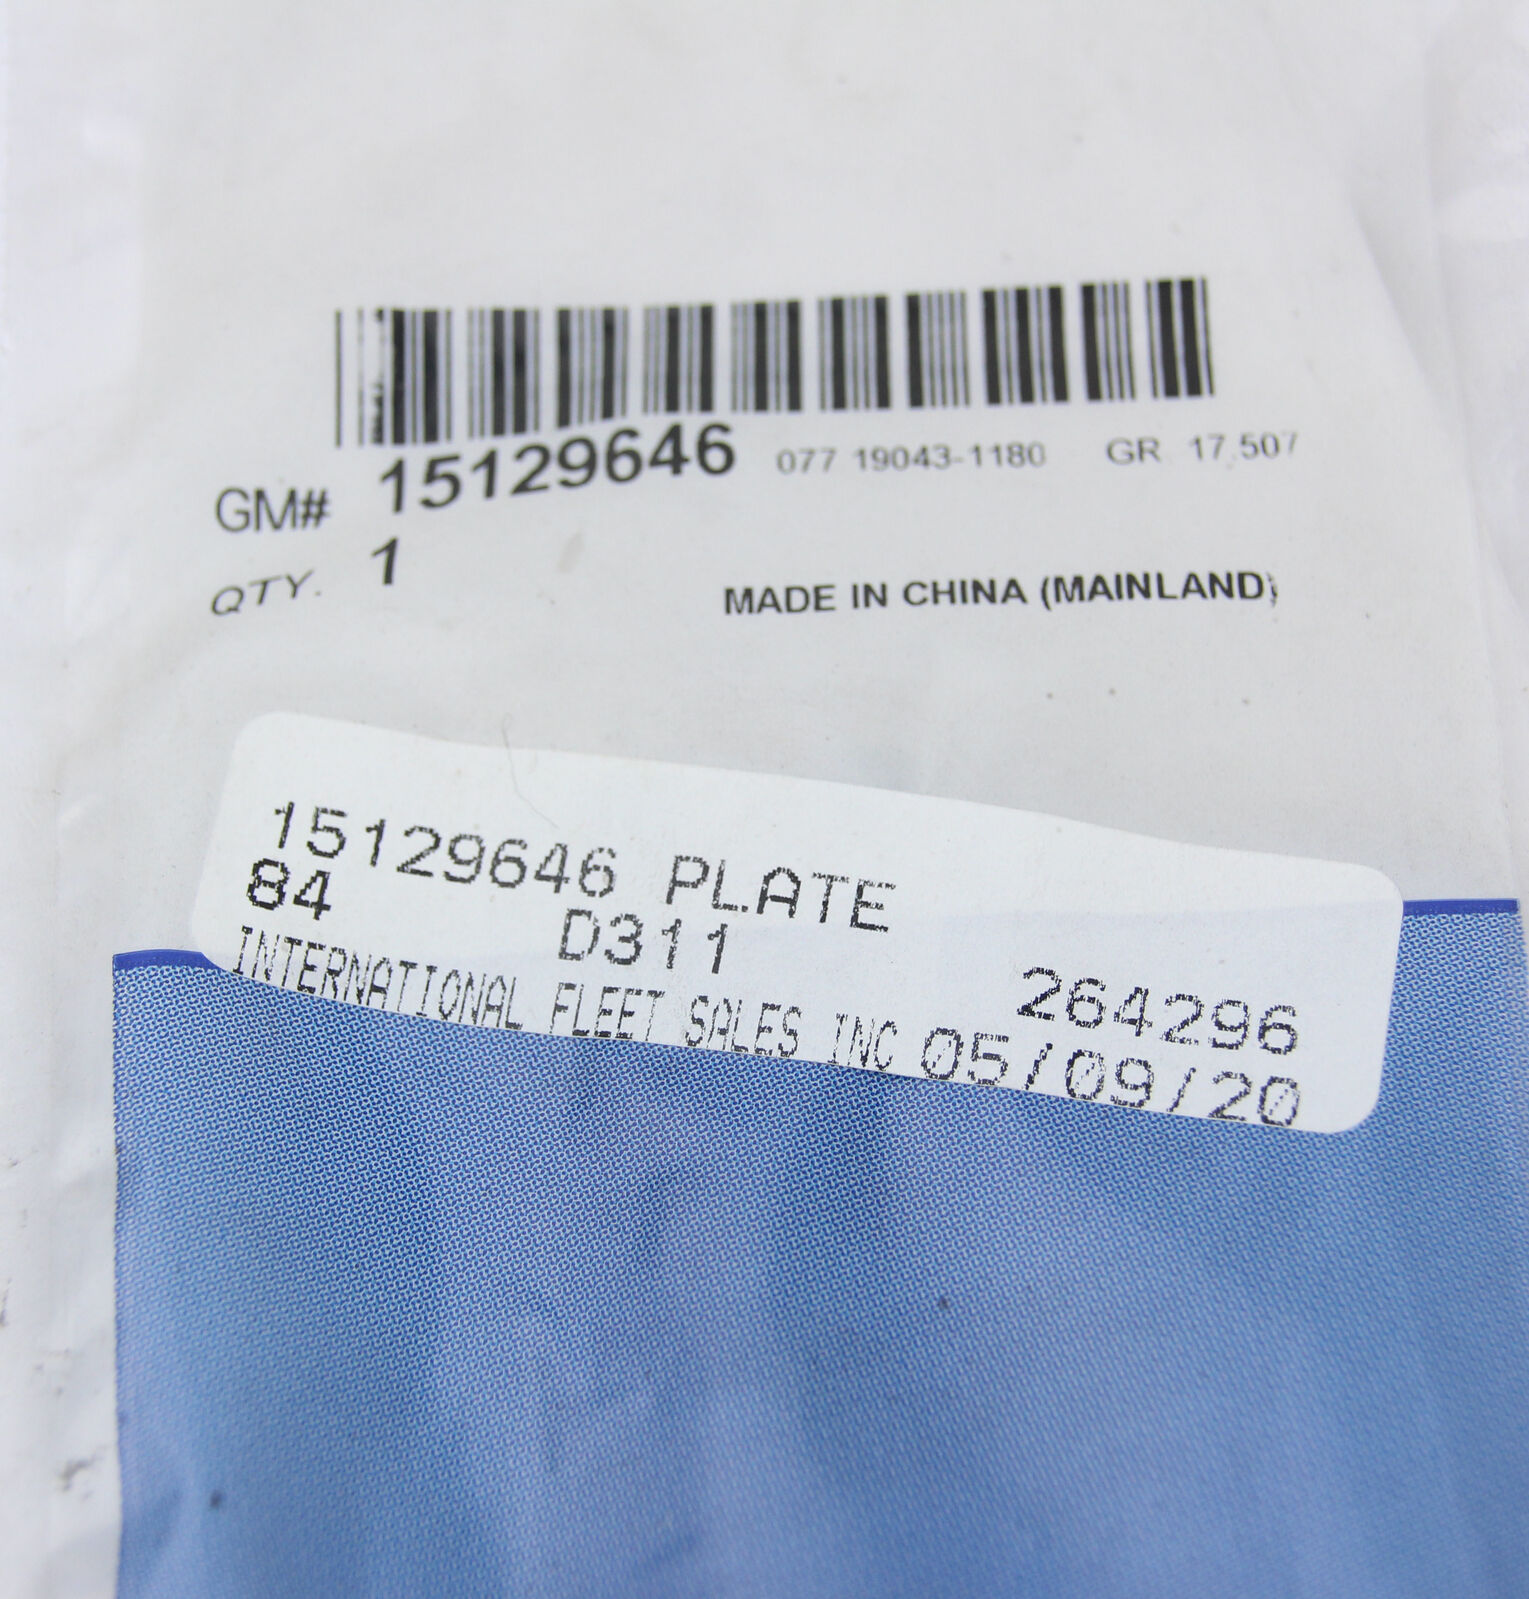 GM# 15129646 077 19043-1180 GR. 17.507
QTY. 1
MADE IN CHINA (MAINLAND)
15129646 PLATE
84 D311 264296
INTERNATIONAL FLEET SALES INC 05/09/20